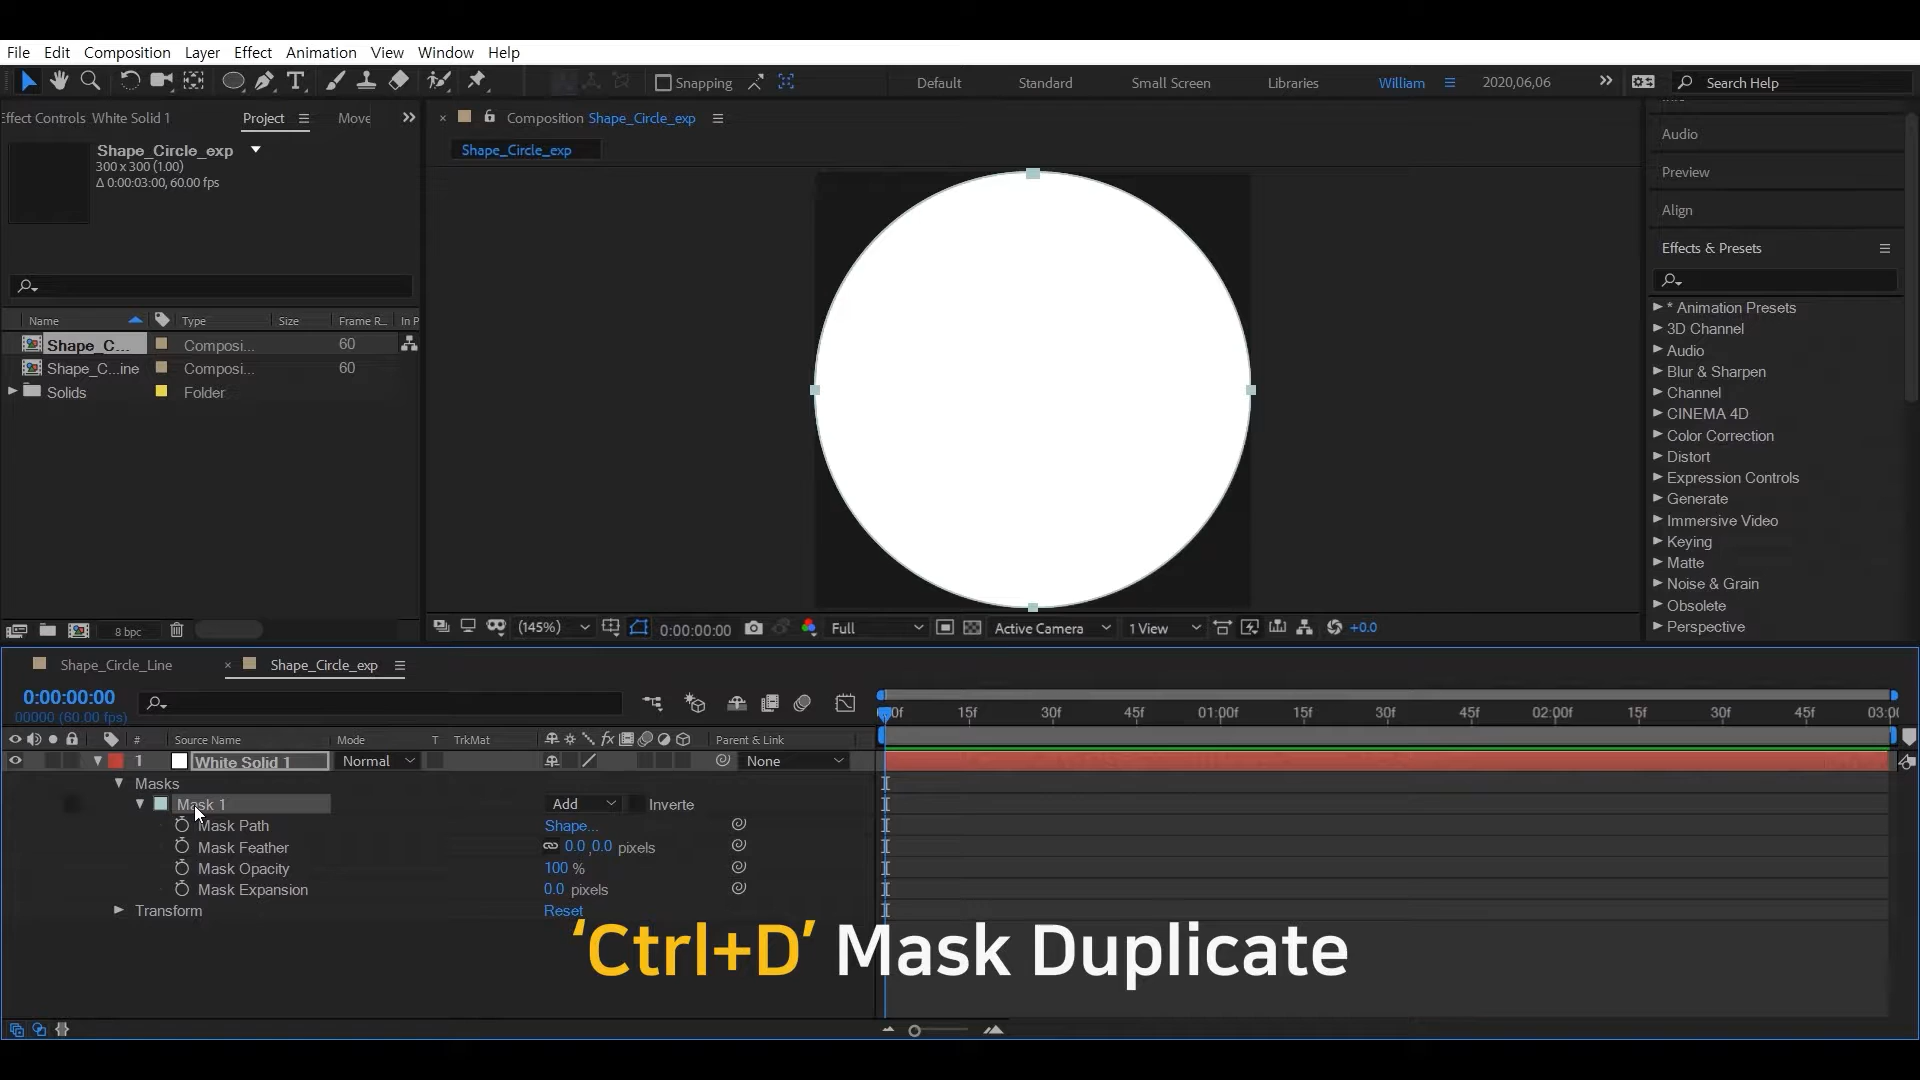 File Edit Composition Layer Effect Animation View Window Help
Snapping Default Standard Small Screen Libraries William 2020,06,06 Search Help
Effect Controls White Solid 1 Project Move
Composition Shape_Circle_exp
Shape_Circle_exp
Shape_Circle_exp
300 x 300 (1.00)
Δ 0:00:03:00, 60.00 fps
Name Type Size Frame R... In P
Shape_C... Composi... 60
Shape_C...ine Composi... 60
Solids Folder
8 bpc
(145%) 0:00:00:00 Full Active Camera 1 View +0.0
Audio
Preview
Align
Effects & Presets
* Animation Presets
3D Channel
Audio
Blur & Sharpen
Channel
CINEMA 4D
Color Correction
Distort
Expression Controls
Generate
Immersive Video
Keying
Matte
Noise & Grain
Obsolete
Perspective
Shape_Circle_Line × Shape_Circle_exp
0:00:00:00
00000 (60.00 fps)
15f 30f 45f 01:00f 15f 30f 45f 02:00f 15f 30f 45f 03:00
# Source Name Mode T TrkMat Parent & Link
1 White Solid 1 Normal None
Masks
Mask 1 Add Inverte
Mask Path Shape...
Mask Feather 0.0 ,0.0 pixels
Mask Opacity 100 %
Mask Expansion 0.0 pixels
Transform Reset
‘Ctrl+D’ Mask Duplicate